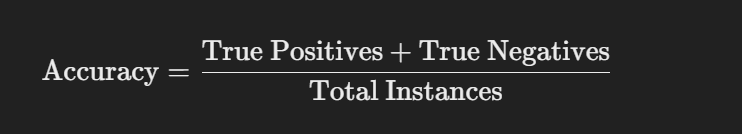 Accuracy = True Positives + True Negatives
Total Instances